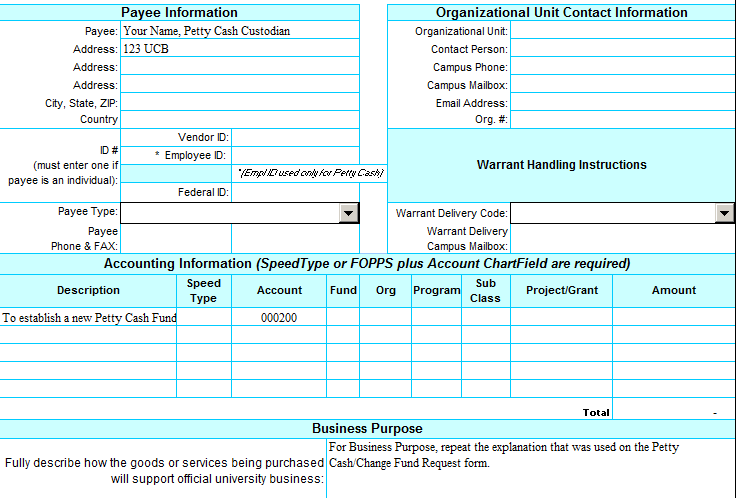 Payee Information
Organizational Unit Contact Information
Payee: Your Name, Petty Cash Custodian
Organizational Unit:
Address: 123 UCB
Contact Person:
Address:
Campus Phone:
Address:
Campus Mailbox:
City, State, ZIP:
Email Address:
Country
Org. #:
ID #
(must enter one if
payee is an individual):
Vendor ID:
* Employee ID:
*(Empl ID used only for Petty Cash)
Federal ID:
Warrant Handling Instructions
Payee Type:
Warrant Delivery Code:
Payee
Phone & FAX:
Warrant Delivery
Campus Mailbox:
Accounting Information (SpeedType or FOPPS plus Account ChartField are required)
Description
Speed
Type
Account
Fund
Org
Program
Sub
Class
Project/Grant
Amount
To establish a new Petty Cash Fund
000200
Total -
Business Purpose
Fully describe how the goods or services being purchased
will support official university business:
For Business Purpose, repeat the explanation that was used on the Petty
Cash/Change Fund Request form.